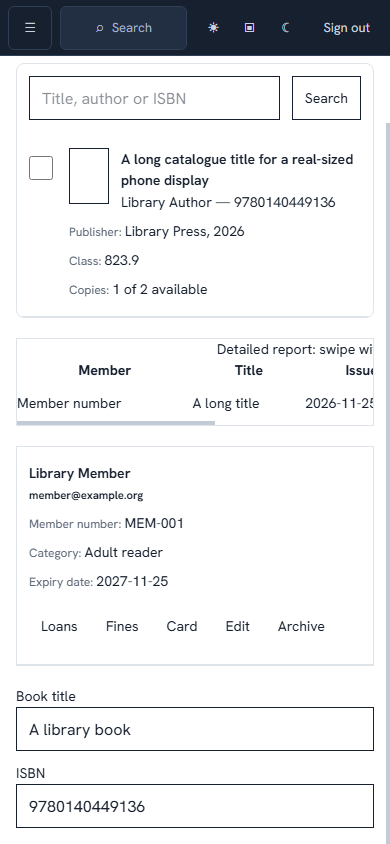 ☰ ⌕ Search ☀ ▣ ☾ Sign out
Title, author or ISBN Search
A long catalogue title for a real-sized
phone display
Library Author — 9780140449136
Publisher: Library Press, 2026
Class: 823.9
Copies: 1 of 2 available
Detailed report: swipe wi
Member Title Issue
Member number A long title 2026-11-25
Library Member
member@example.org
Member number: MEM-001
Category: Adult reader
Expiry date: 2027-11-25
Loans Fines Card Edit Archive
Book title
A library book
ISBN
9780140449136